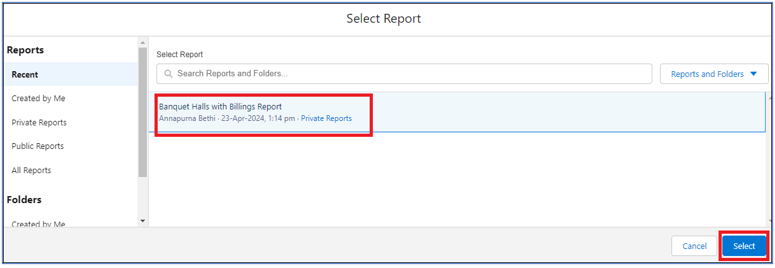 Select Report
Reports
Recent
Created by Me
Private Reports
Public Reports
All Reports
Folders
Created by Me
Select Report
Search Reports and Folders...
Reports and Folders
Banquet Halls with Billings Report
Annapurna Bethi · 23-Apr-2024, 1:14 pm · Private Reports
Cancel
Select